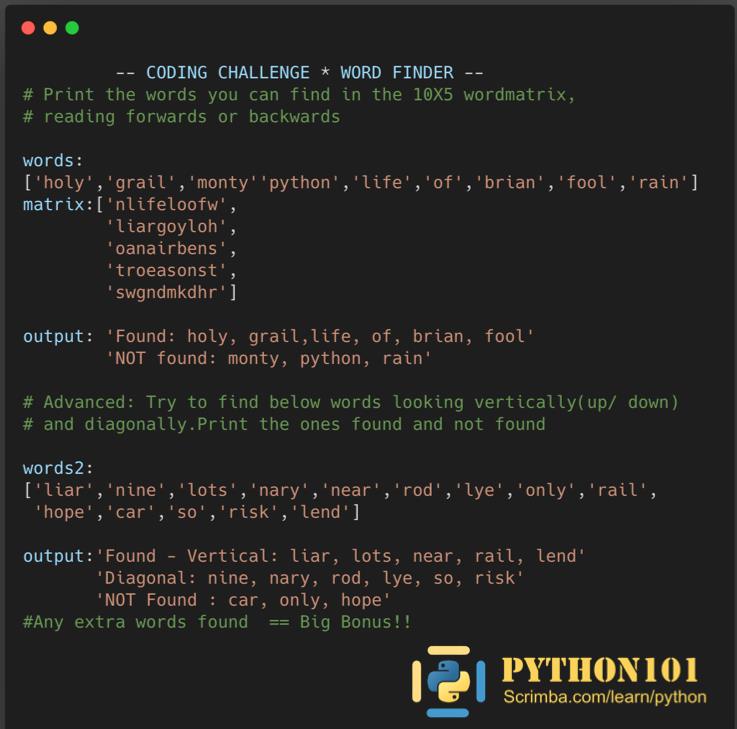 -- CODING CHALLENGE * WORD FINDER --
# Print the words you can find in the 10X5 wordmatrix,
# reading forwards or backwards
words:
['holy','grail','monty''python','life','of','brian','fool','rain']
matrix:['nlifeloofw',
'liargoyloh',
'oanairbens',
'troeasonst',
'swgndmkdhr']
output: 'Found: holy, grail,life, of, brian, fool'
'NOT found: monty, python, rain'
# Advanced: Try to find below words looking vertically(up/ down)
# and diagonally.Print the ones found and not found
words2:
['liar','nine','lots','nary','near','rod','lye','only','rail',
'hope','car','so','risk','lend']
output:'Found - Vertical: liar, lots, near, rail, lend'
'Diagonal: nine, nary, rod, lye, so, risk'
'NOT Found : car, only, hope'
#Any extra words found  == Big Bonus!!
PYTHON101
Scrimba.com/learn/python